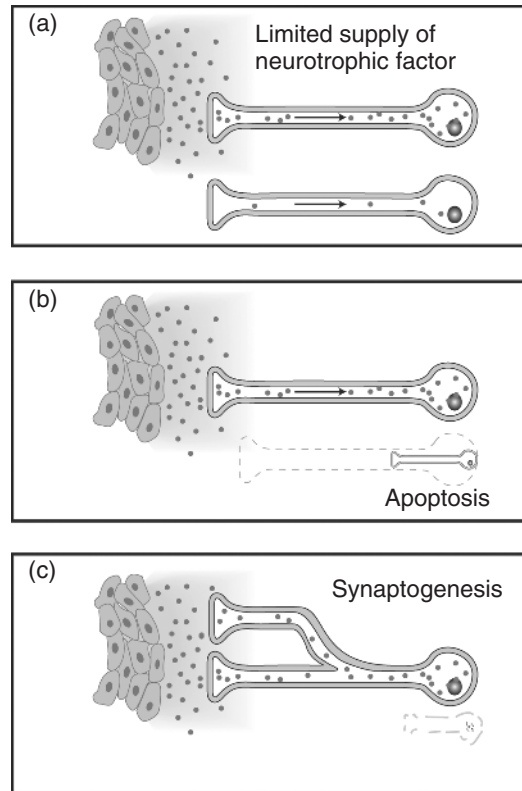 (a)
Limited supply of
neurotrophic factor
(b)
Apoptosis
(c)
Synaptogenesis